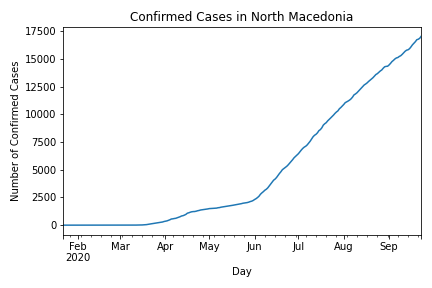 Confirmed Cases in North Macedonia
Number of Confirmed Cases
17500
15000
12500
10000
7500
5000
2500
0
Feb Mar Apr May Jun Jul Aug Sep
2020
Day